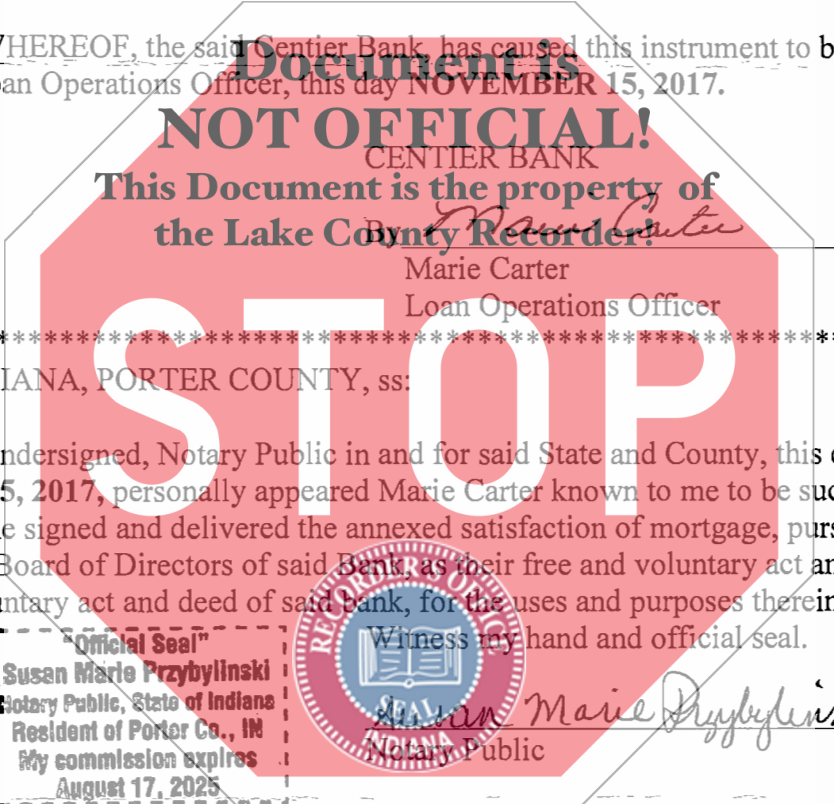 HEREOF, the said Centier Bank, has caused this instrument to b
an Operations Officer, this day NOVEMBER 15, 2017.
Document is
NOT OFFICIAL!
This Document is the property of
the Lake County Recorder!
CENTIER BANK
By Marie Carter
Marie Carter
Loan Operations Officer
STOP
IANA, PORTER COUNTY, ss:
ndersigned, Notary Public in and for said State and County, this
5, 2017, personally appeared Marie Carter known to me to be suc
e signed and delivered the annexed satisfaction of mortgage, purs
Board of Directors of said Bank, as their free and voluntary act an
ntary act and deed of said bank, for the uses and purposes therein
Witness my hand and official seal.
RECORDER'S OFFICE
SEAL
INDIANA
"Official Seal"
Susan Marie Przybylinski
Notary Public, State of Indiana
Resident of Porter Co., IN
My commission expires
August 17, 2025
Susan Marie Przybylins
Notary Public